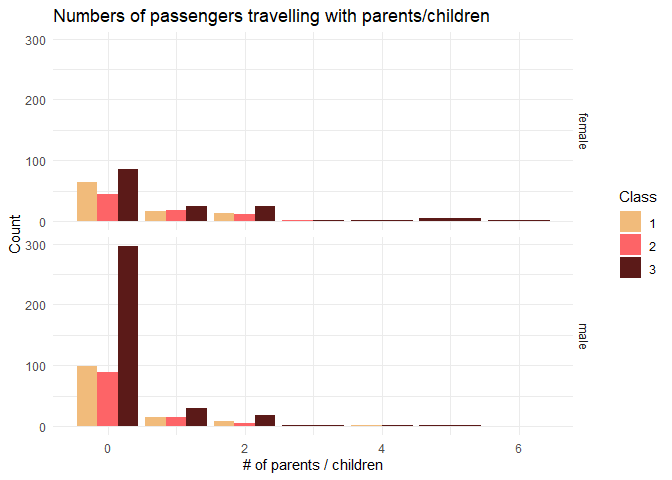 Numbers of passengers travelling with parents/children
300
200
100
0
female
300
200
100
0
male
Count
0
2
4
6
# of parents / children
Class
1
2
3